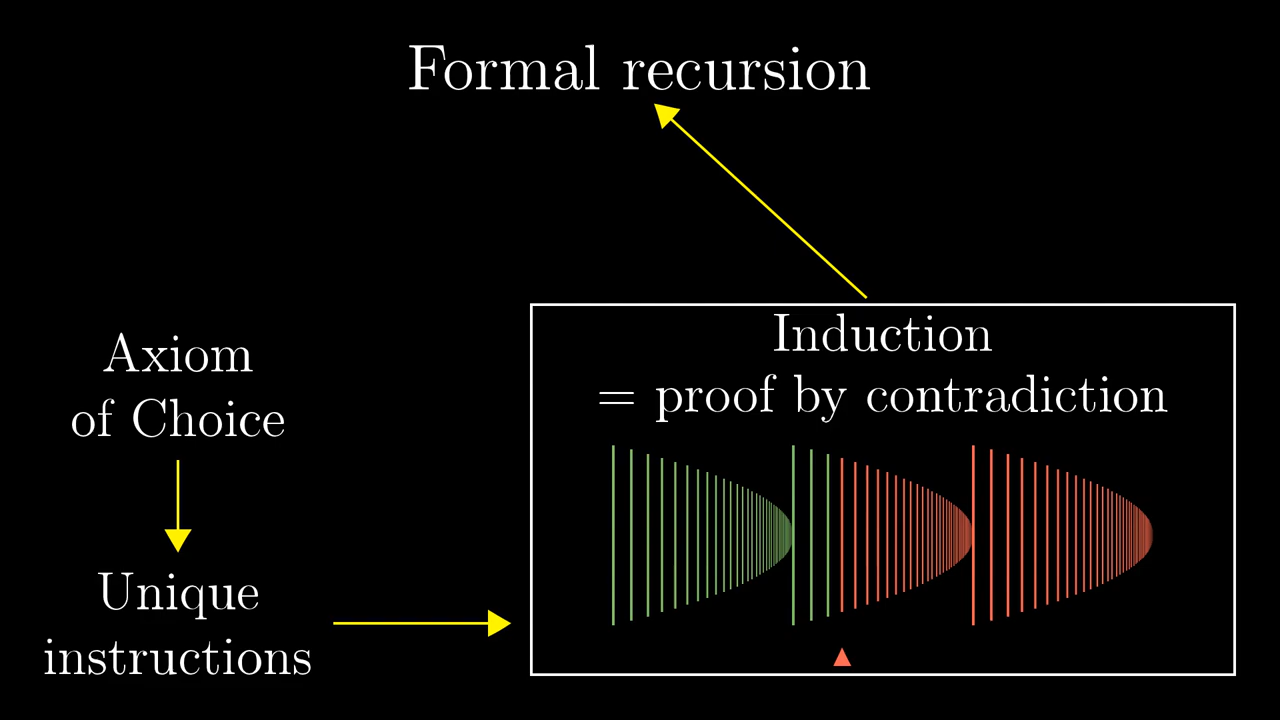 Formal recursion
Axiom
of Choice
Unique
instructions
Induction
= proof by contradiction